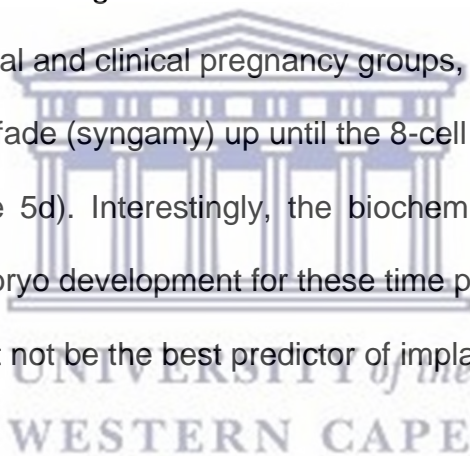 al and clinical pregnancy groups,
fade (syngamy) up until the 8-cell
e 5d). Interestingly, the biochem
ryo development for these time p
t not be the best predictor of impla
UNIVERSITY of the
WESTERN CAPE